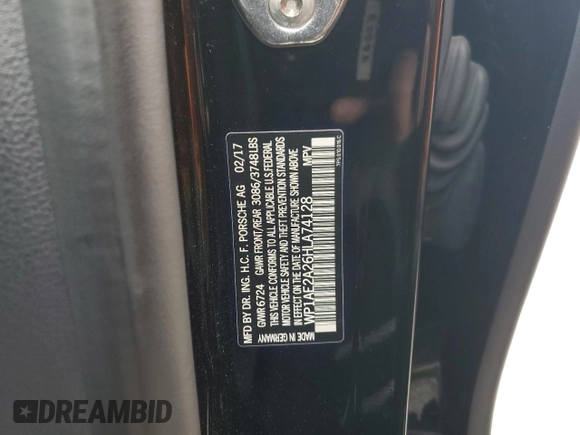 MFD BY DR. ING. H.C. F. PORSCHE AG 02/17
GWVR 6724 GAWR FRONT/REAR 3086/3748LBS
THIS VEHICLE CONFORMS TO ALL APPLICABLE U.S. FEDERAL
MOTOR VEHICLE SAFETY AND THEFT PREVENTION STANDARDS
IN EFFECT ON THE DATE OF MANUFACTURE SHOWN ABOVE
WP1AE2A26HLA74128 MPV
MADE IN GERMANY
DREAMBID